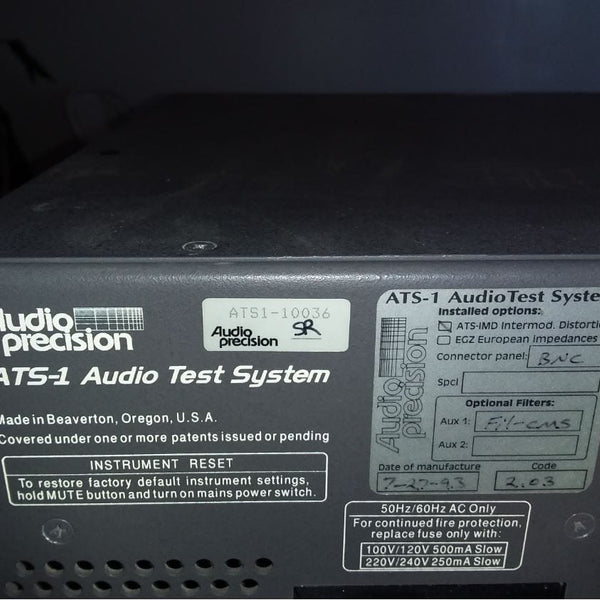 Audio
precision
ATS-1 Audio Test System
Made in Beaverton, Oregon, U.S.A.
Covered under one or more patents issued or pending
INSTRUMENT RESET
To restore factory default instrument settings,
hold MUTE button and turn on mains power switch.
ATS1-10036
Audio
precision
SR
ATS-1 AudioTest Syste
Installed options:
ATS-IMD Intermod. Distortio
EGZ European Impedances
Connector panel: BNC
Spcl
Audio
precision
Optional Filters:
Aux 1: Fil-CMS
Aux 2:
Date of manufacture
Code
7-27-93
2.03
50Hz/60Hz AC Only
For continued fire protection,
replace fuse only with:
100V/120V 500mA Slow
220V/240V 250mA Slow